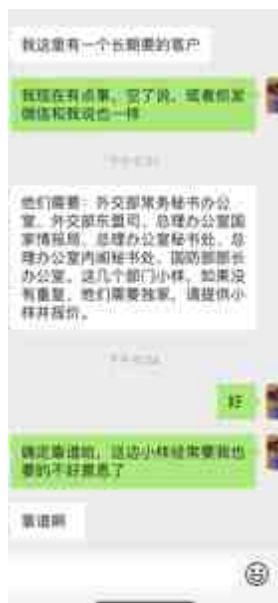 我这里有一个长期要的客户
我现在有点事，空了说，或者你发
微信和我说也一样
他们需要：外交部常务秘书办公
室、外交部东盟司、总理办公室国
家情报局、总理办公室秘书处、总
理办公室内阁秘书处、国防部部长
办公室。这几个部门小样，如果没
有重复，他们需要独家，请提供小
样并报价。
好
确定靠谱哈，这边小样经常要我也
要的不好意思了
靠谱啊